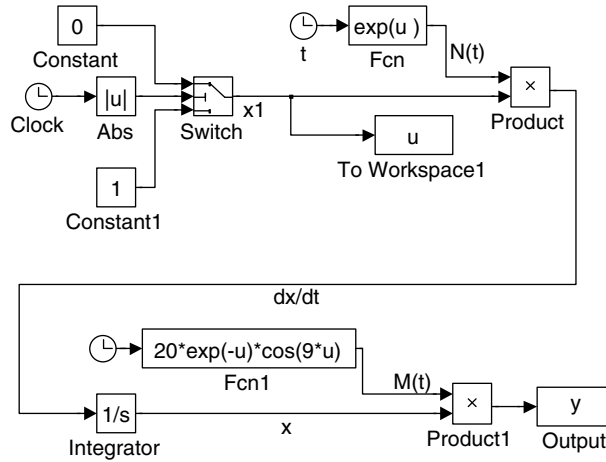 0
Constant
Clock
|u|
Abs
Switch
x1
1
Constant1
t
exp(u )
Fcn
N(t)
×
Product
u
To Workspace1
dx/dt
20*exp(-u)*cos(9*u)
Fcn1
M(t)
1/s
Integrator
x
×
Product1
y
Output